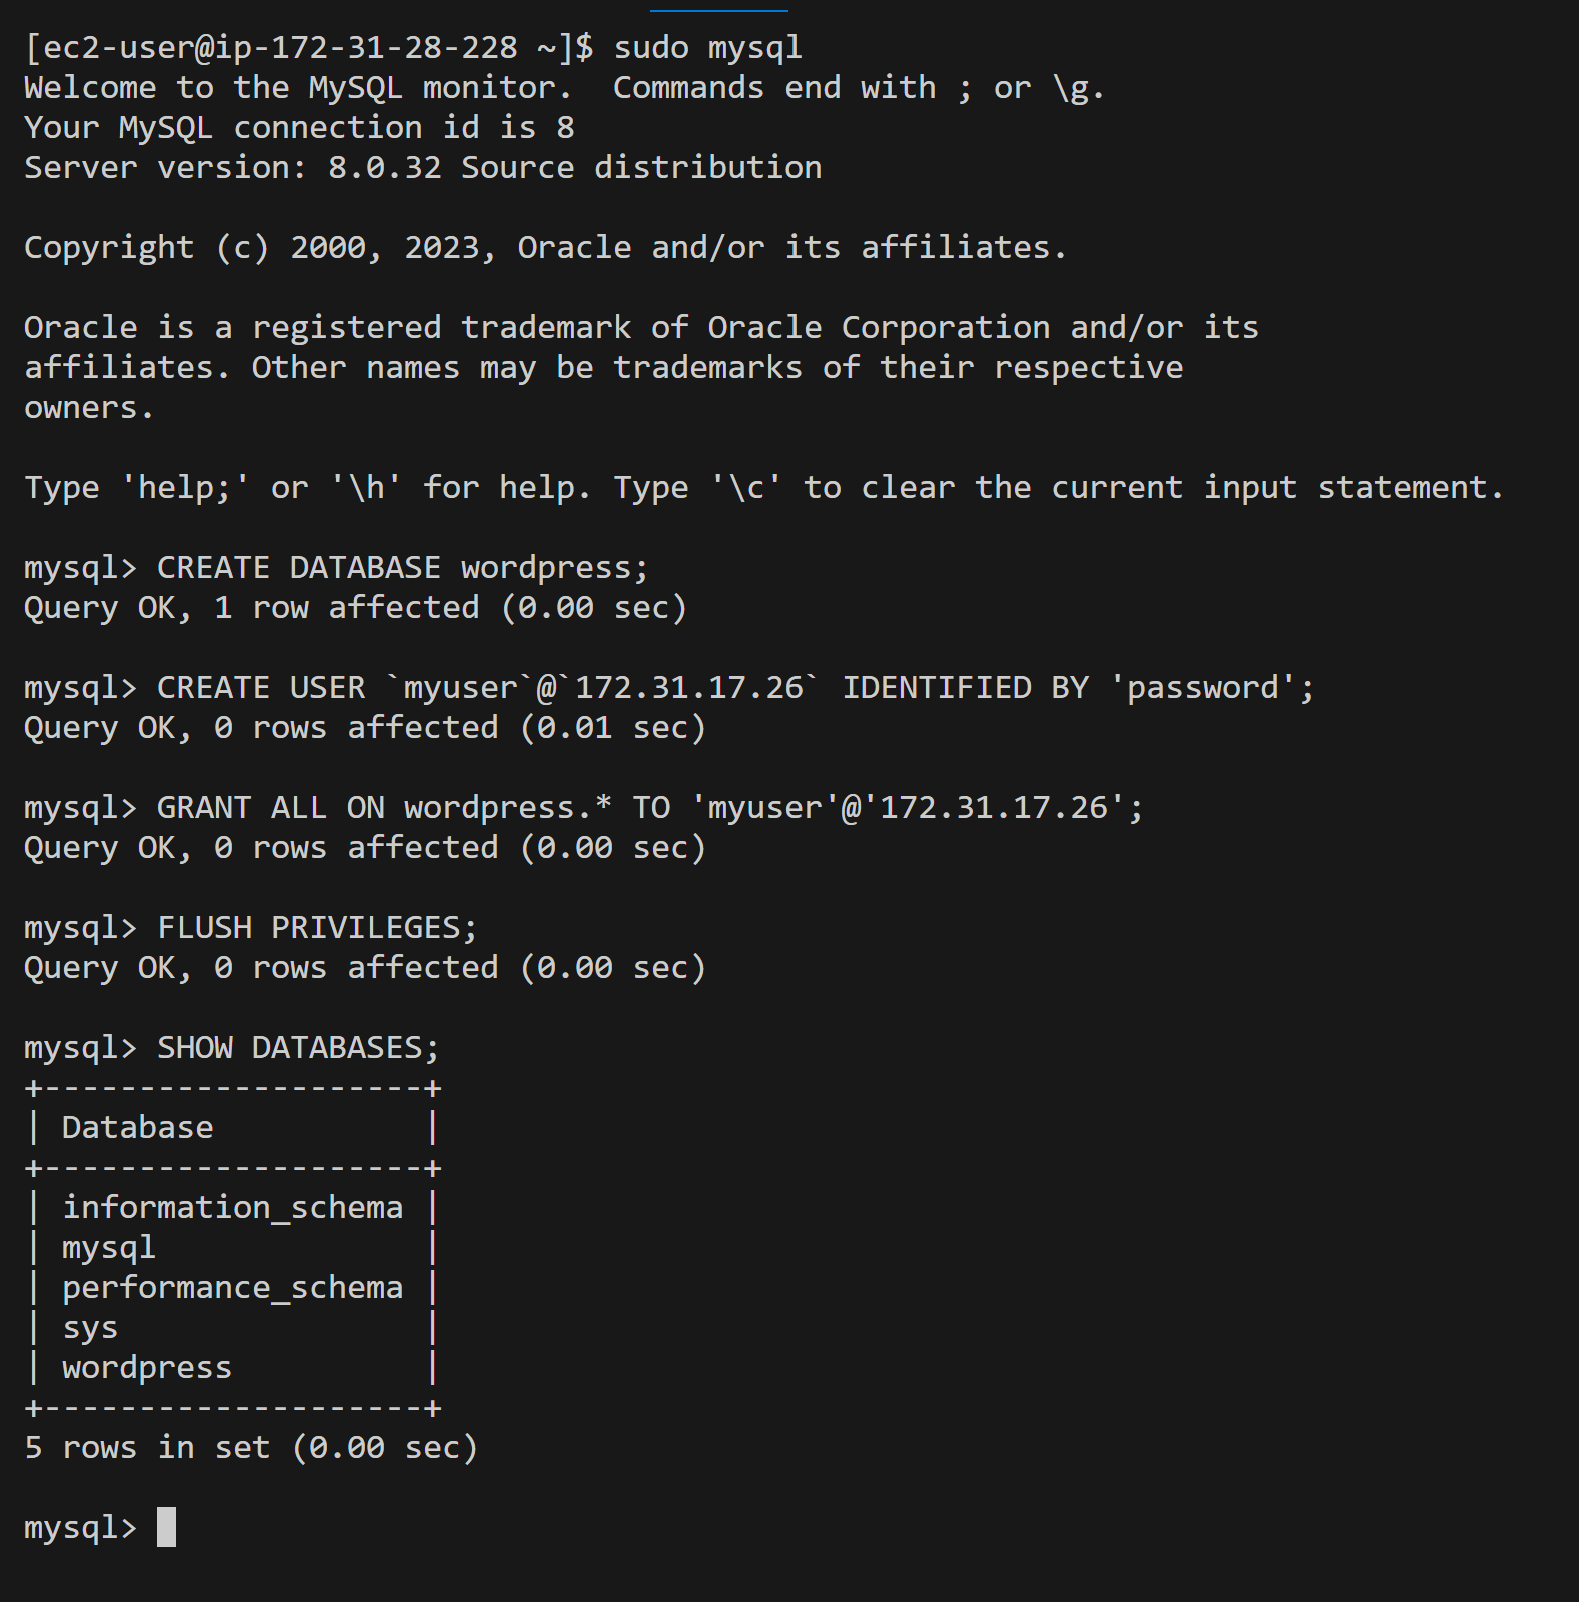 [ec2-user@ip-172-31-28-228 ~]$ sudo mysql
Welcome to the MySQL monitor.  Commands end with ; or \g.
Your MySQL connection id is 8
Server version: 8.0.32 Source distribution

Copyright (c) 2000, 2023, Oracle and/or its affiliates.

Oracle is a registered trademark of Oracle Corporation and/or its
affiliates. Other names may be trademarks of their respective
owners.

Type 'help;' or '\h' for help. Type '\c' to clear the current input statement.

mysql> CREATE DATABASE wordpress;
Query OK, 1 row affected (0.00 sec)

mysql> CREATE USER `myuser`@`172.31.17.26` IDENTIFIED BY 'password';
Query OK, 0 rows affected (0.01 sec)

mysql> GRANT ALL ON wordpress.* TO 'myuser'@'172.31.17.26';
Query OK, 0 rows affected (0.00 sec)

mysql> FLUSH PRIVILEGES;
Query OK, 0 rows affected (0.00 sec)

mysql> SHOW DATABASES;
+--------------------+
| Database           |
+--------------------+
| information_schema |
| mysql              |
| performance_schema |
| sys                |
| wordpress          |
+--------------------+
5 rows in set (0.00 sec)

mysql>